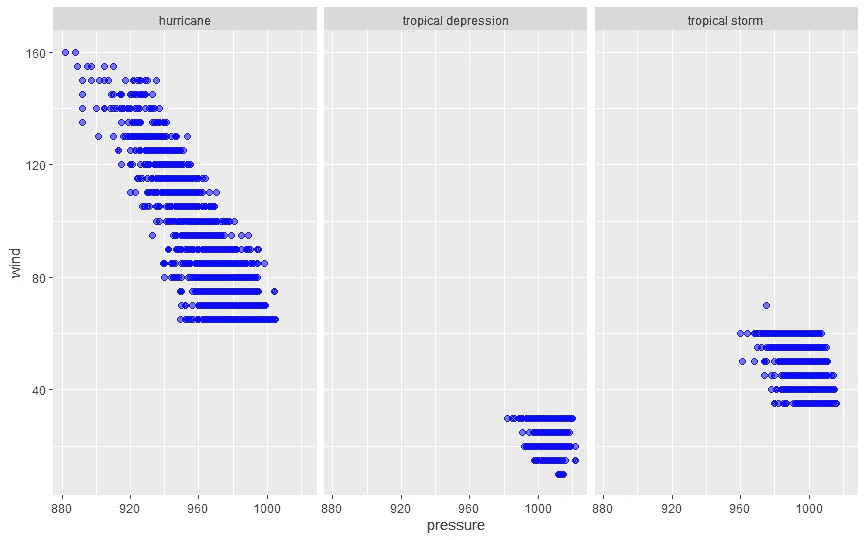 hurricane
tropical depression
tropical storm
160
120
80
40
wind
880 920 960 1000
880 920 960 1000
880 920 960 1000
pressure